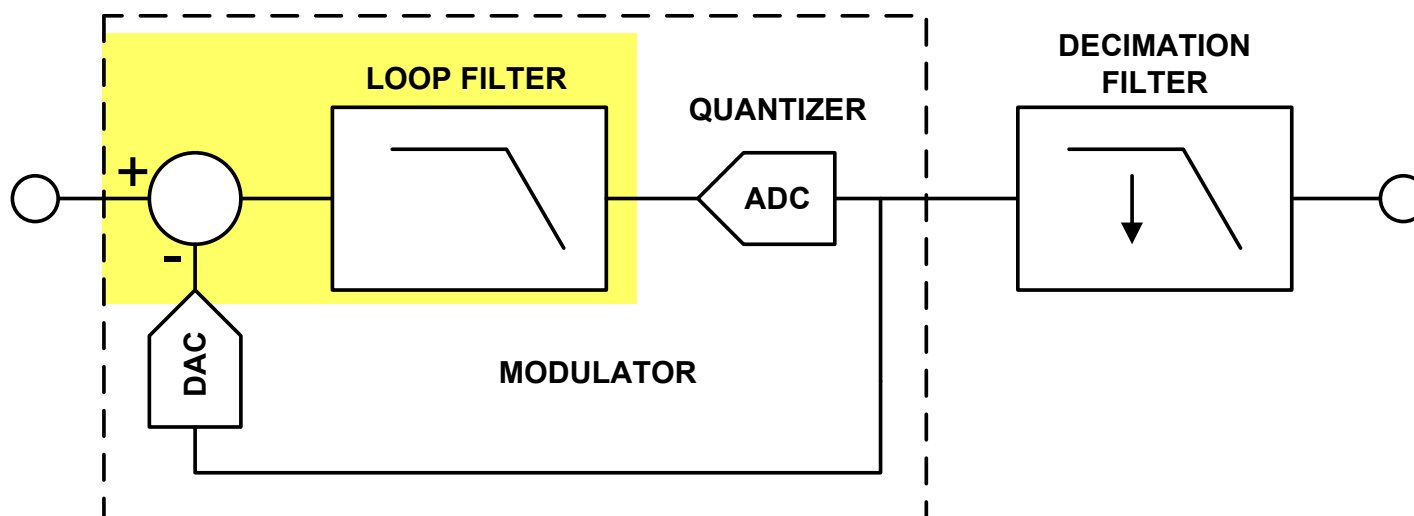 DECIMATION
FILTER
LOOP FILTER
QUANTIZER
+
ADC
-
DAC
MODULATOR